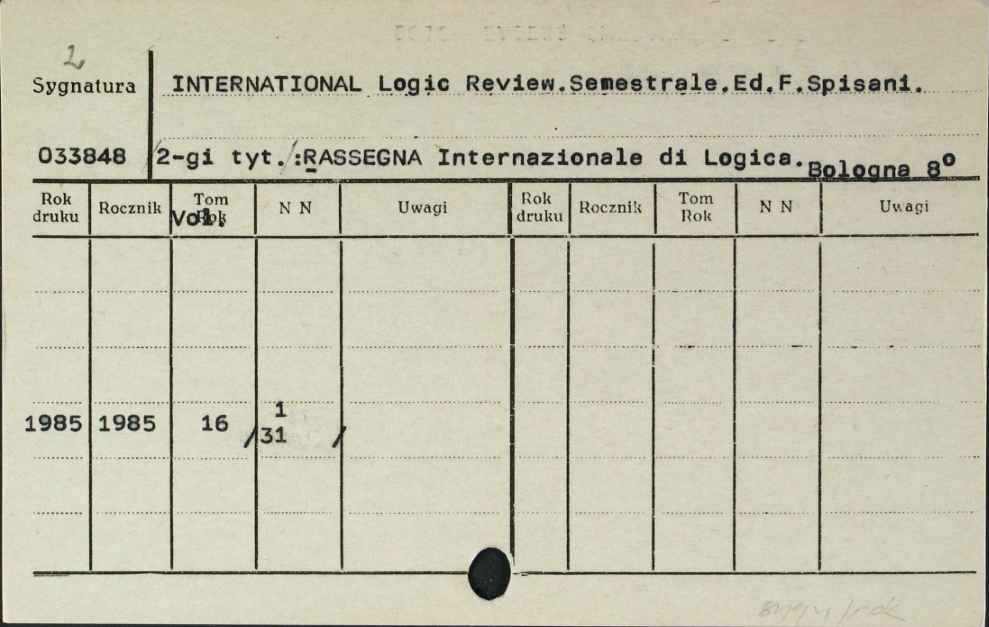 2
Sygnatura INTERNATIONAL Logic Review.Semestrale.Ed.F.Spisani.
033848 /2-gi tyt./:RASSEGNA Internazionale di Logica.Bologna 8º
Rok druku Rocznik Tom Rok Vol. N N Uwagi Rok druku Rocznik Tom Rok N N Uwagi
1985 1985 16 1
/31 /